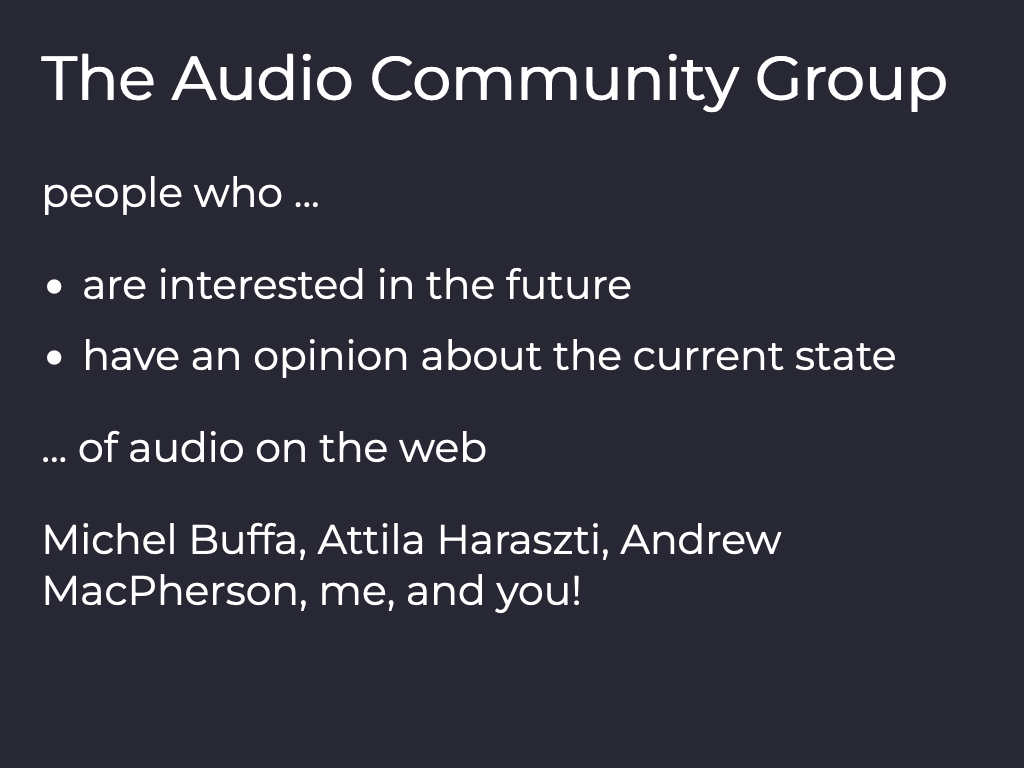 The Audio Community Group
people who ...
• are interested in the future
• have an opinion about the current state
... of audio on the web
Michel Buffa, Attila Haraszti, Andrew
MacPherson, me, and you!